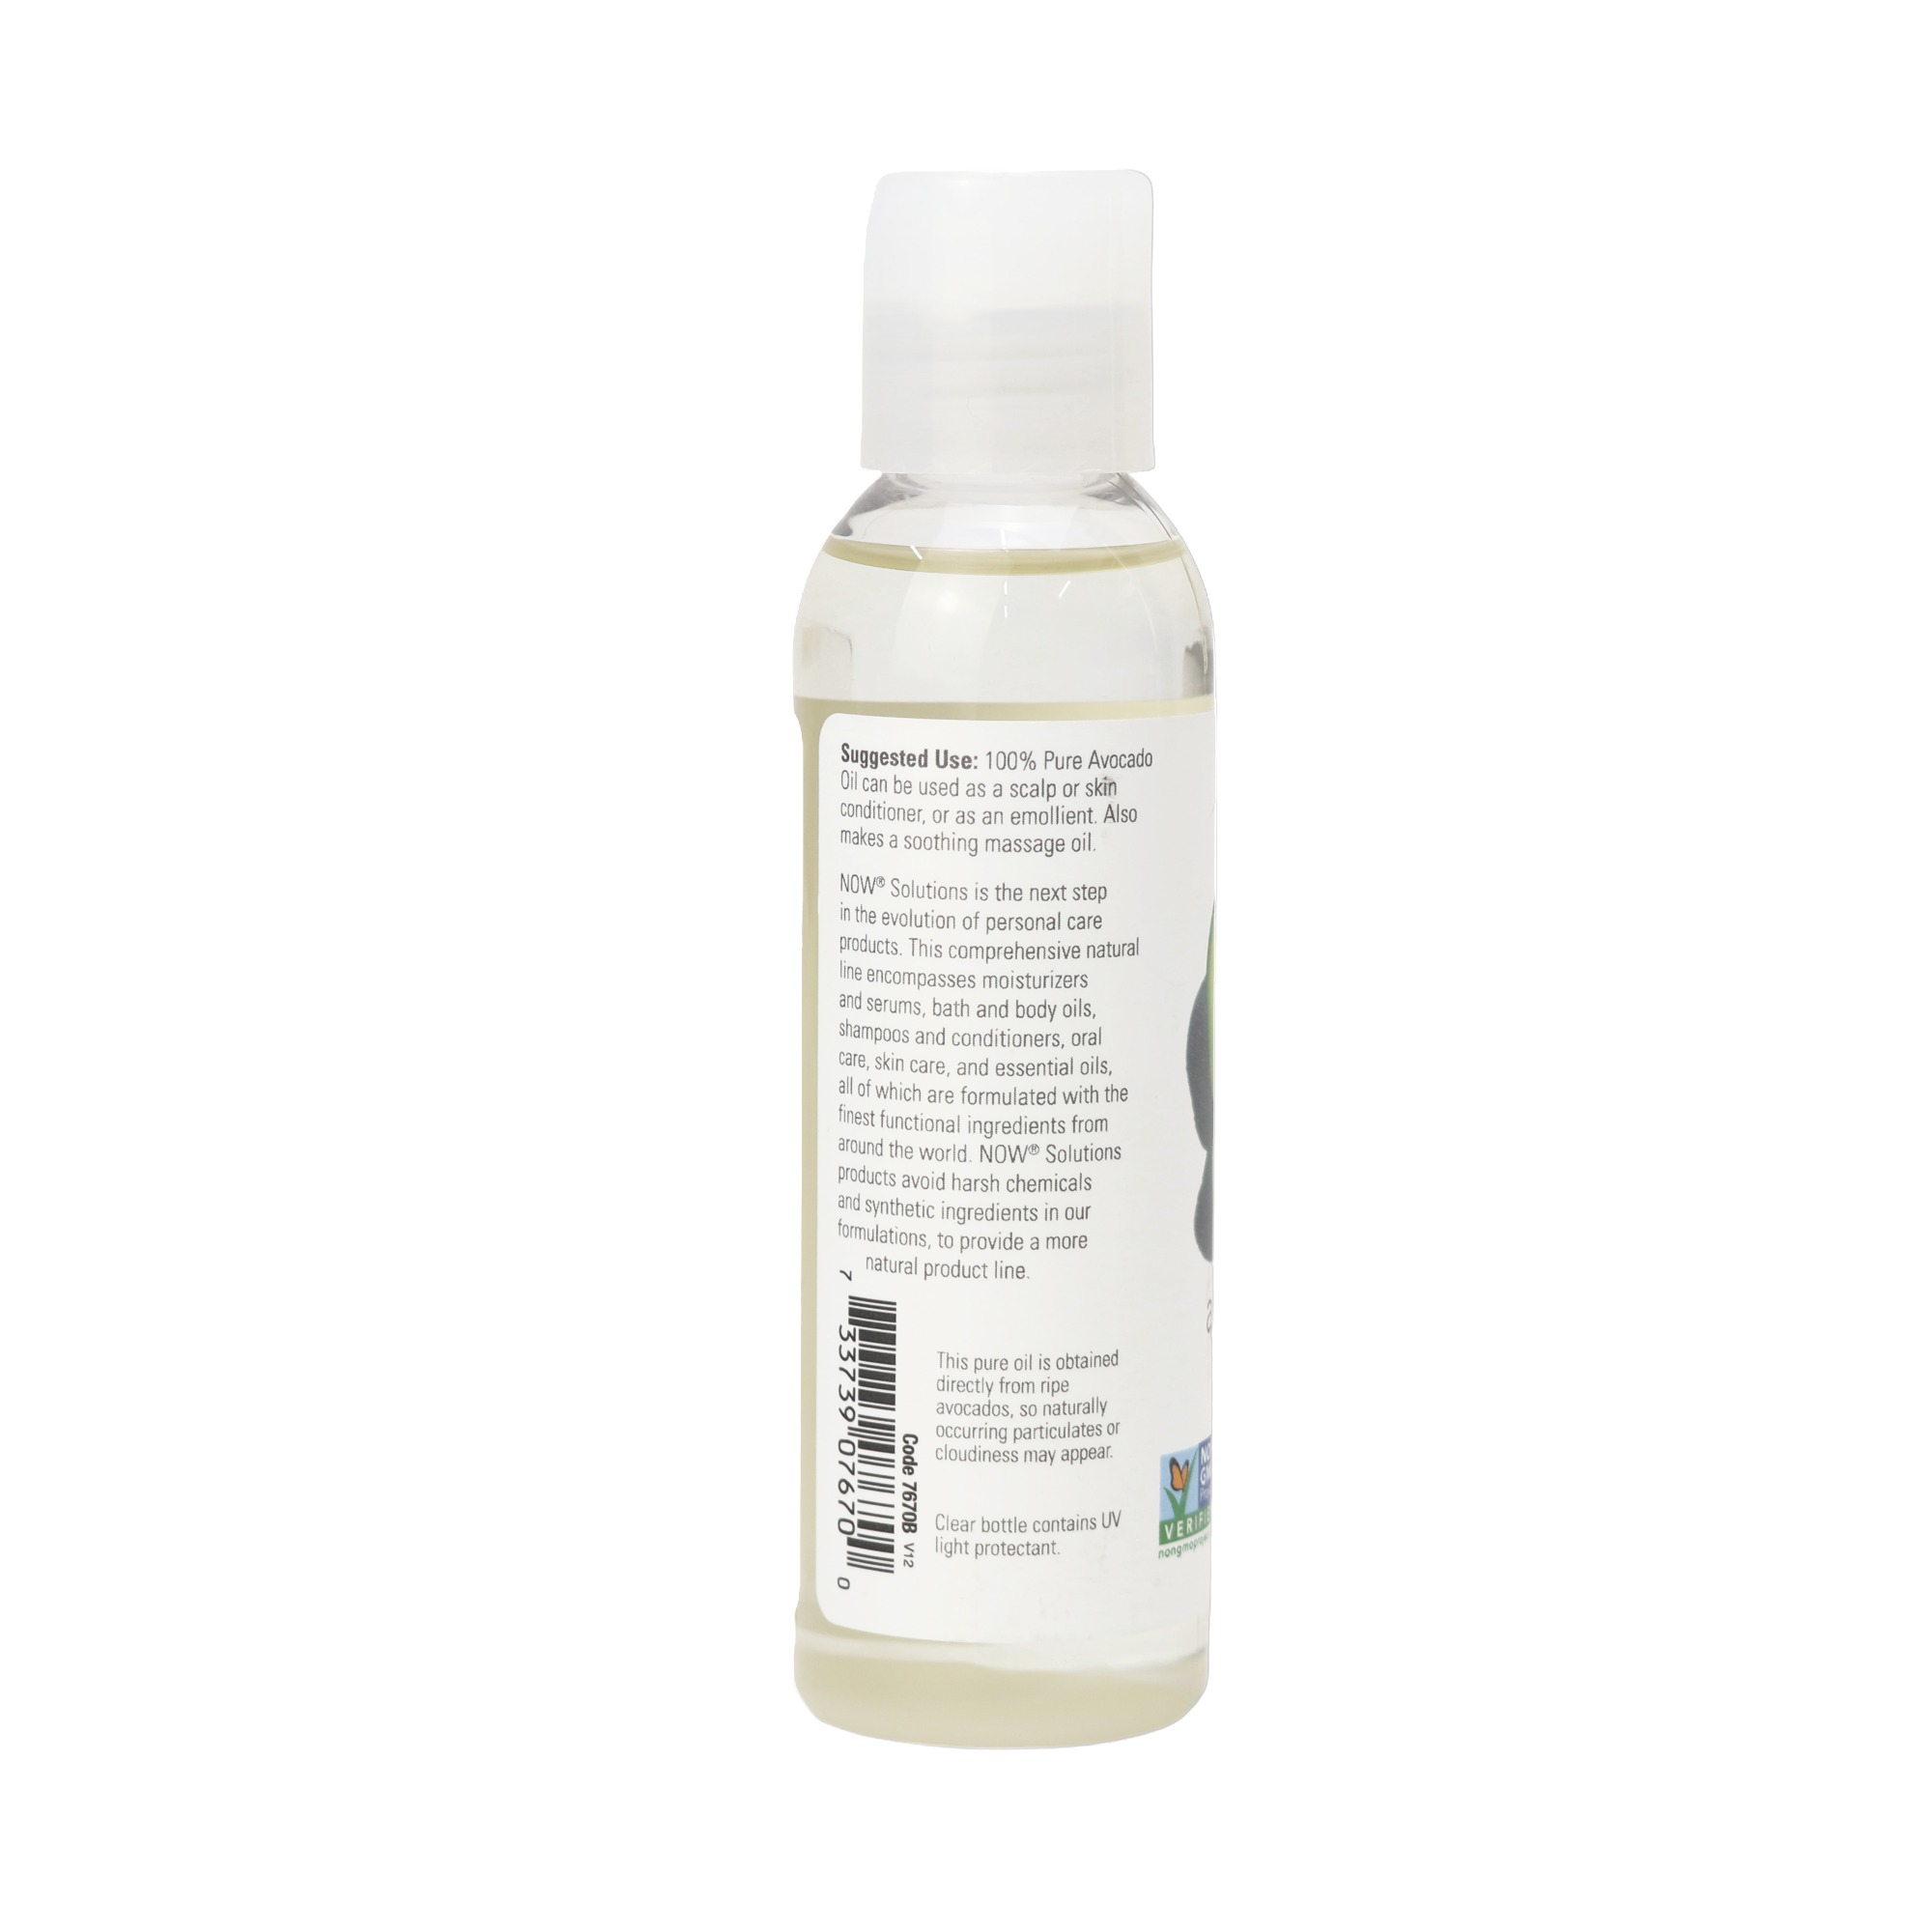 Suggested Use: 100% Pure Avocado
Oil can be used as a scalp or skin
conditioner, or as an emollient. Also
makes a soothing massage oil.
NOW® Solutions is the next step
in the evolution of personal care
products. This comprehensive natural
line encompasses moisturizers
and serums, bath and body oils,
shampoos and conditioners, oral
care, skin care, and essential oils,
all of which are formulated with the
finest functional ingredients from
around the world. NOW® Solutions
products avoid harsh chemicals
and synthetic ingredients in our
formulations, to provide a more
natural product line.
7 33739 07670 0
Code 7670B V12
This pure oil is obtained
directly from ripe
avocados, so naturally
occurring particulates or
cloudiness may appear.
Clear bottle contains UV
light protectant.